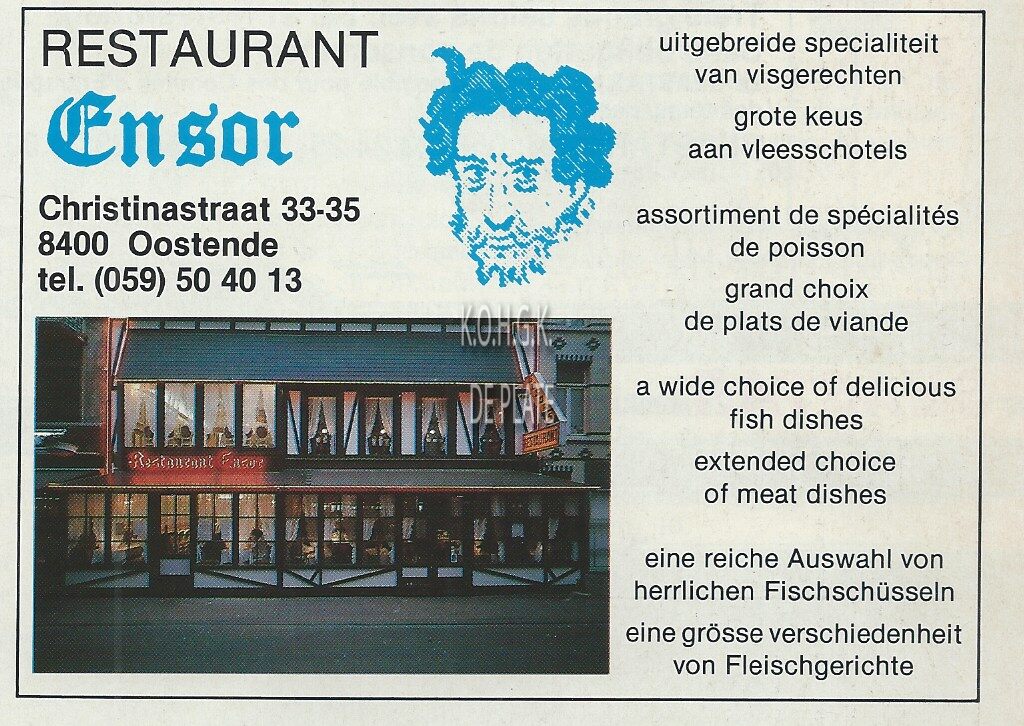 RESTAURANT
Ensor
Christinastraat 33-35
8400 Oostende
tel. (059) 50 40 13
uitgebreide specialiteit
van visgerechten
grote keus
aan vleesschotels
assortiment de spécialités
de poisson
grand choix
de plats de viande
a wide choice of delicious
fish dishes
extended choice
of meat dishes
eine reiche Auswahl von
herrlichen Fischschüsseln
eine grösse verschiedenheit
von Fleischgerichte
K.O.H.G.K.
DE PLATE
Restaurant Ensor